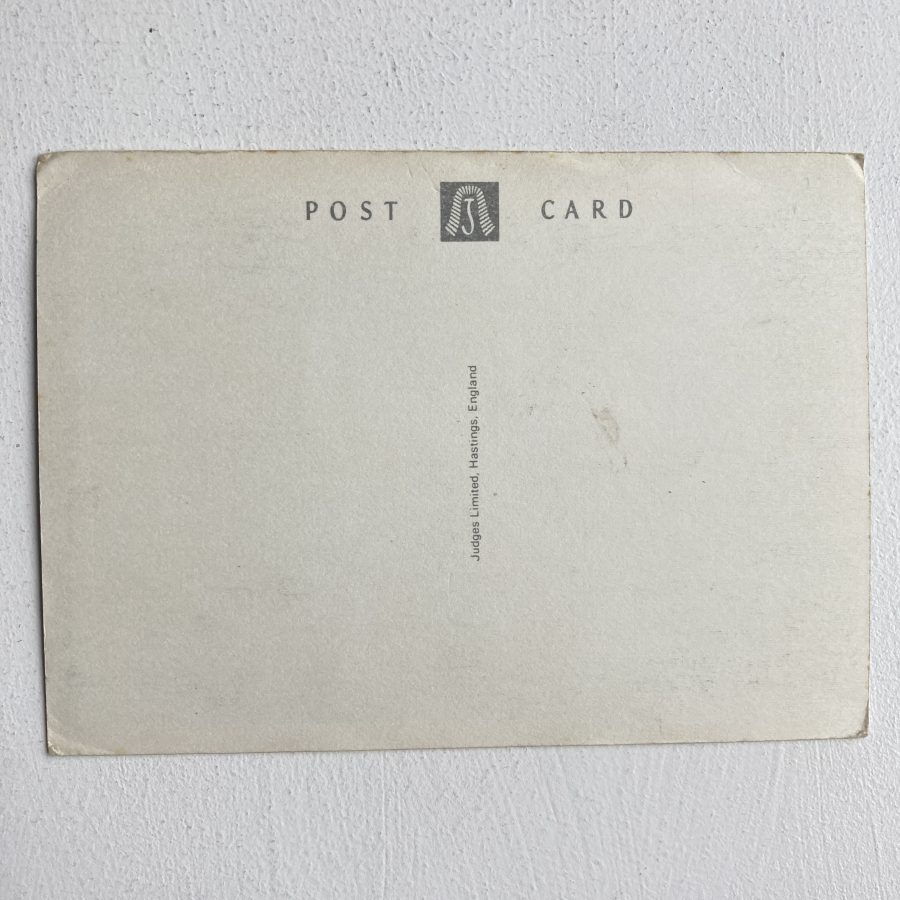 POST J CARD
Judges Limited, Hastings, England